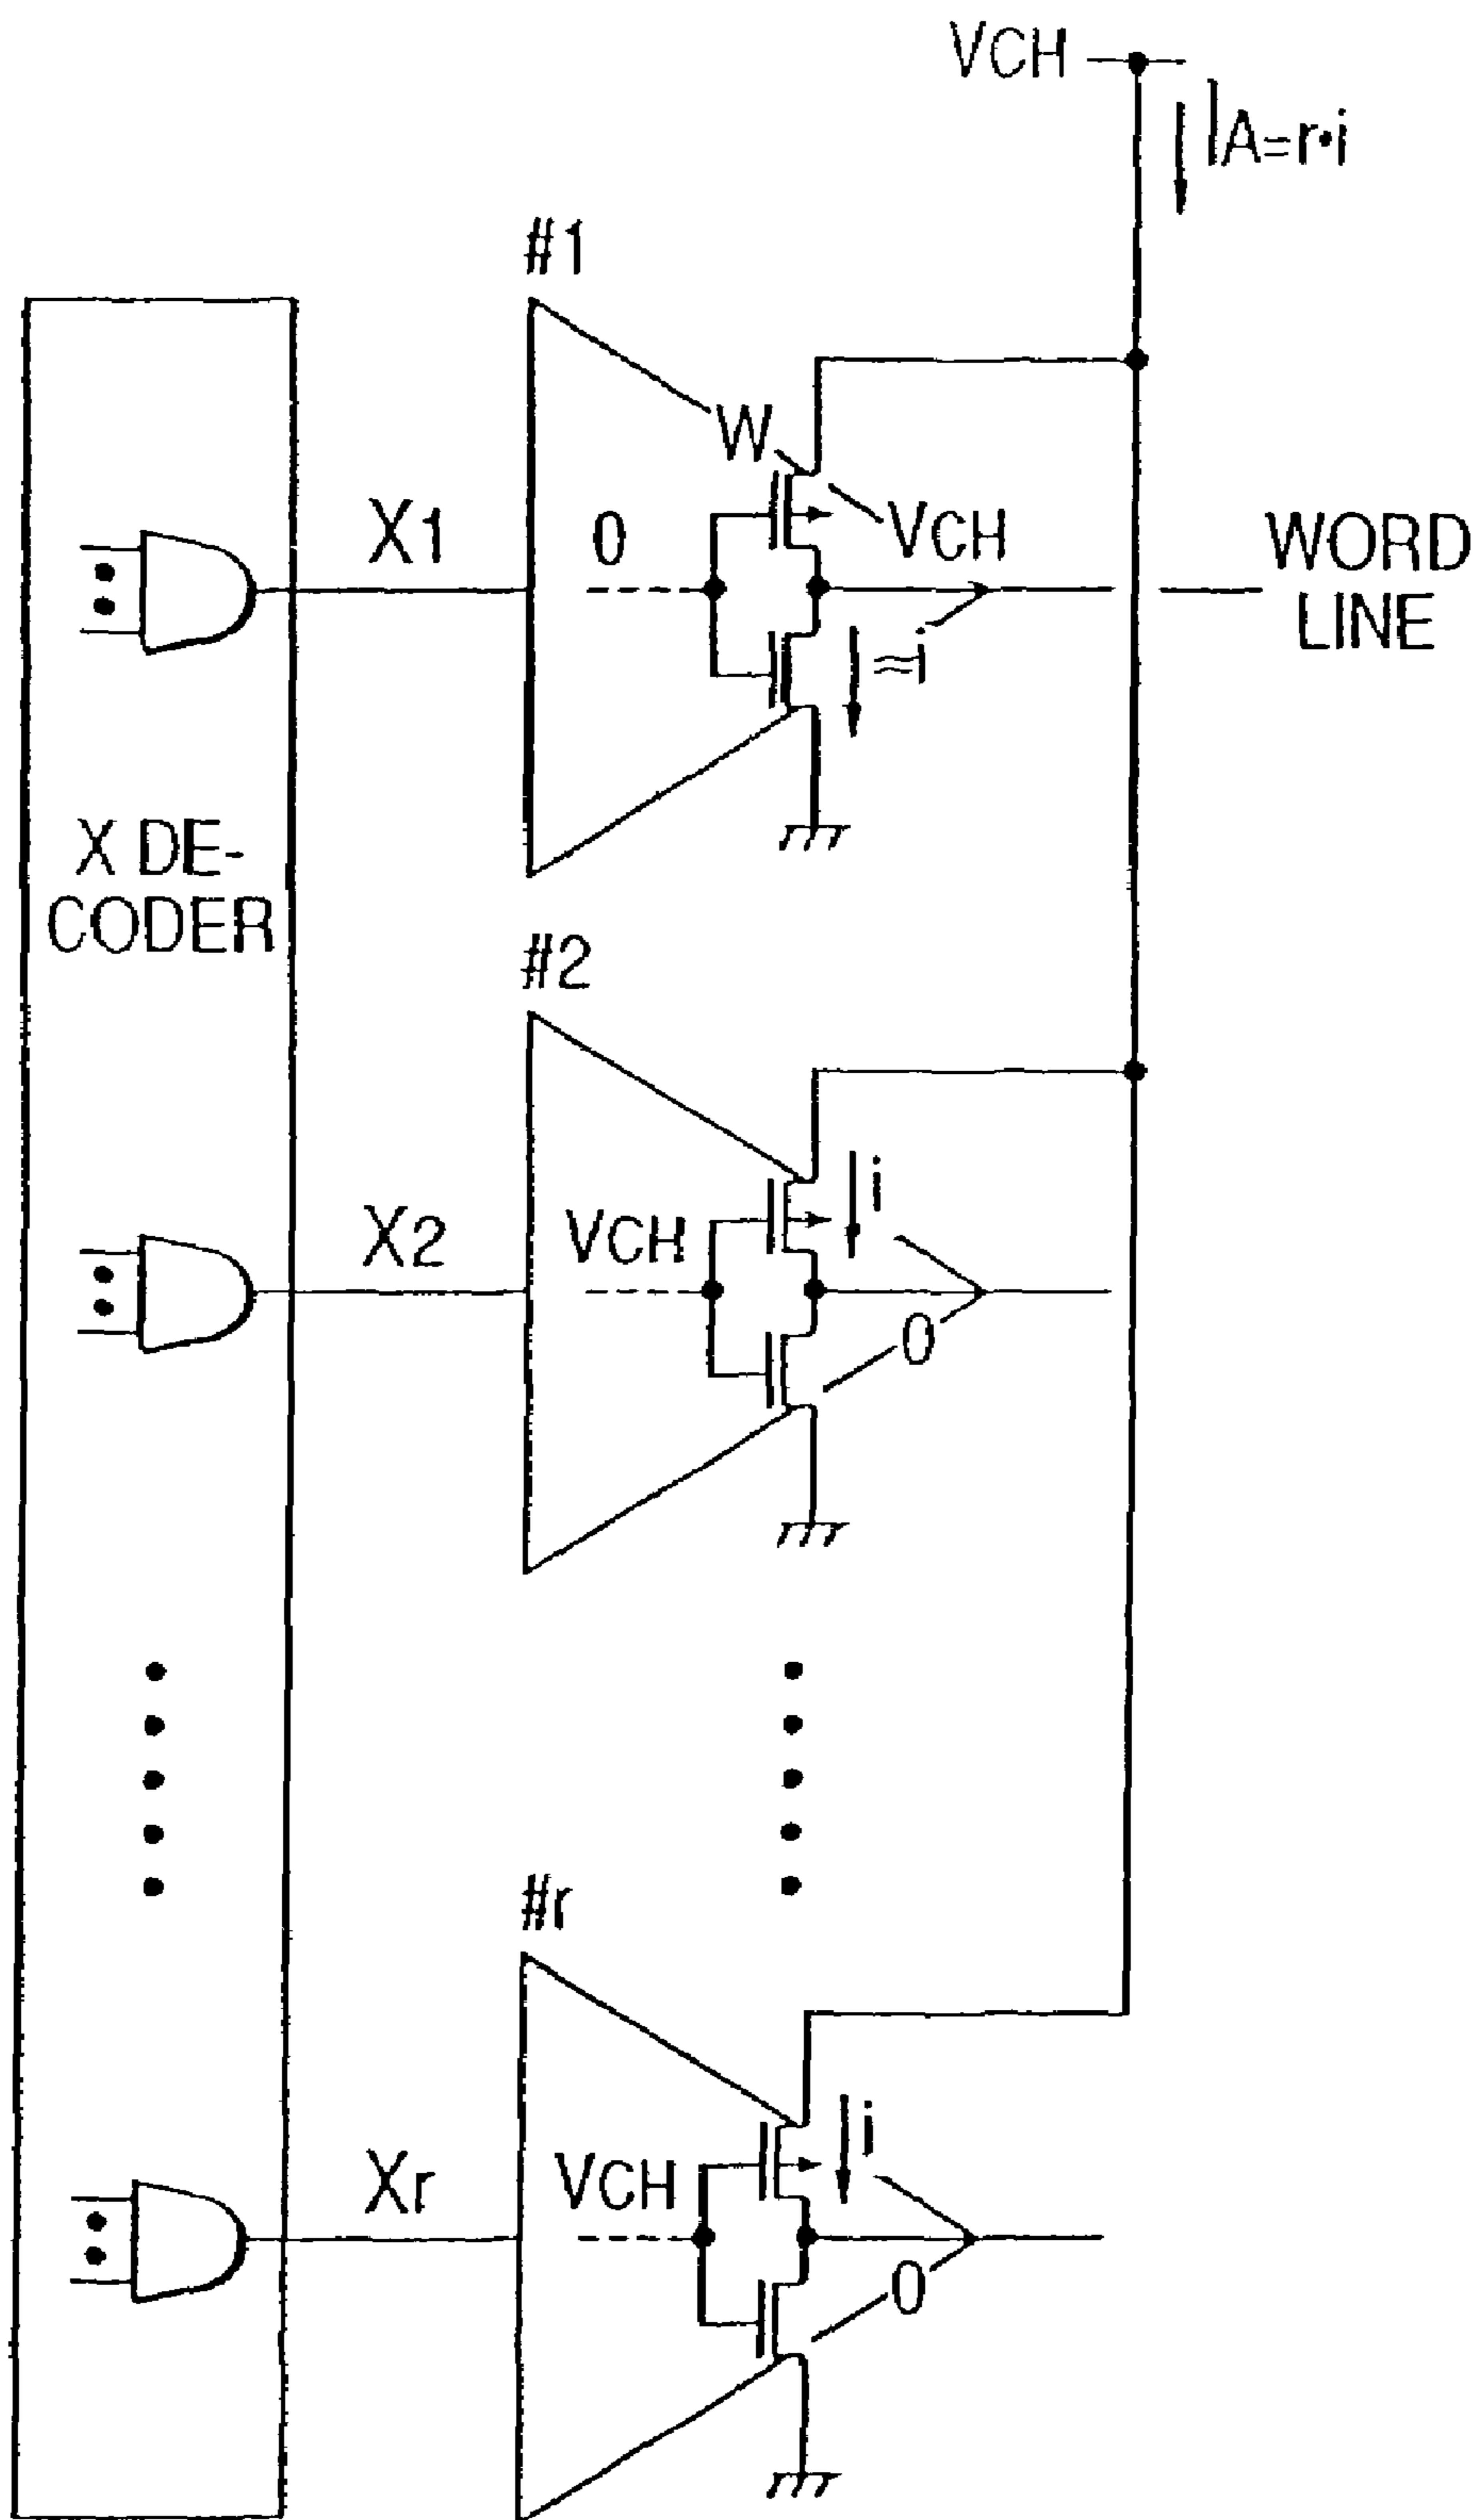 VCH
IA=r•i
#1
W
X1
0
VCH
WORD
LINE
≈i
X DE-
CODER
#2
i
X2
VCH
0
#r
i
Xr
VCH
0